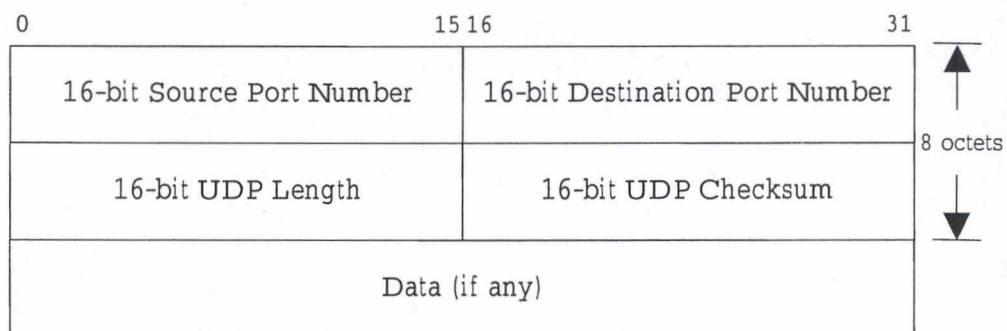 0 15 16 31
16-bit Source Port Number 16-bit Destination Port Number
8 octets
16-bit UDP Length 16-bit UDP Checksum
Data (if any)